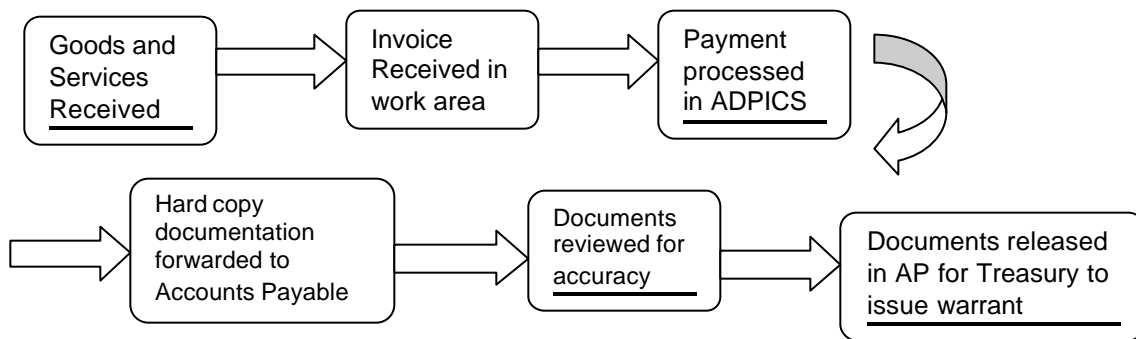 Goods and
Services
Received
Invoice
Received in
work area
Payment
processed
in ADPICS
Hard copy
documentation
forwarded to
Accounts Payable
Documents
reviewed for
accuracy
Documents released
in AP for Treasury to
issue warrant